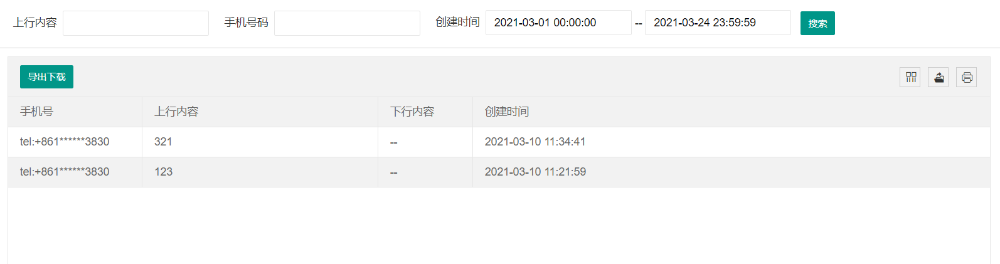 上行内容 手机号码 创建时间 2021-03-01 00:00:00 -- 2021-03-24 23:59:59 搜索
导出下载
手机号 上行内容 下行内容 创建时间
tel:+861******3830 321 -- 2021-03-10 11:34:41
tel:+861******3830 123 -- 2021-03-10 11:21:59